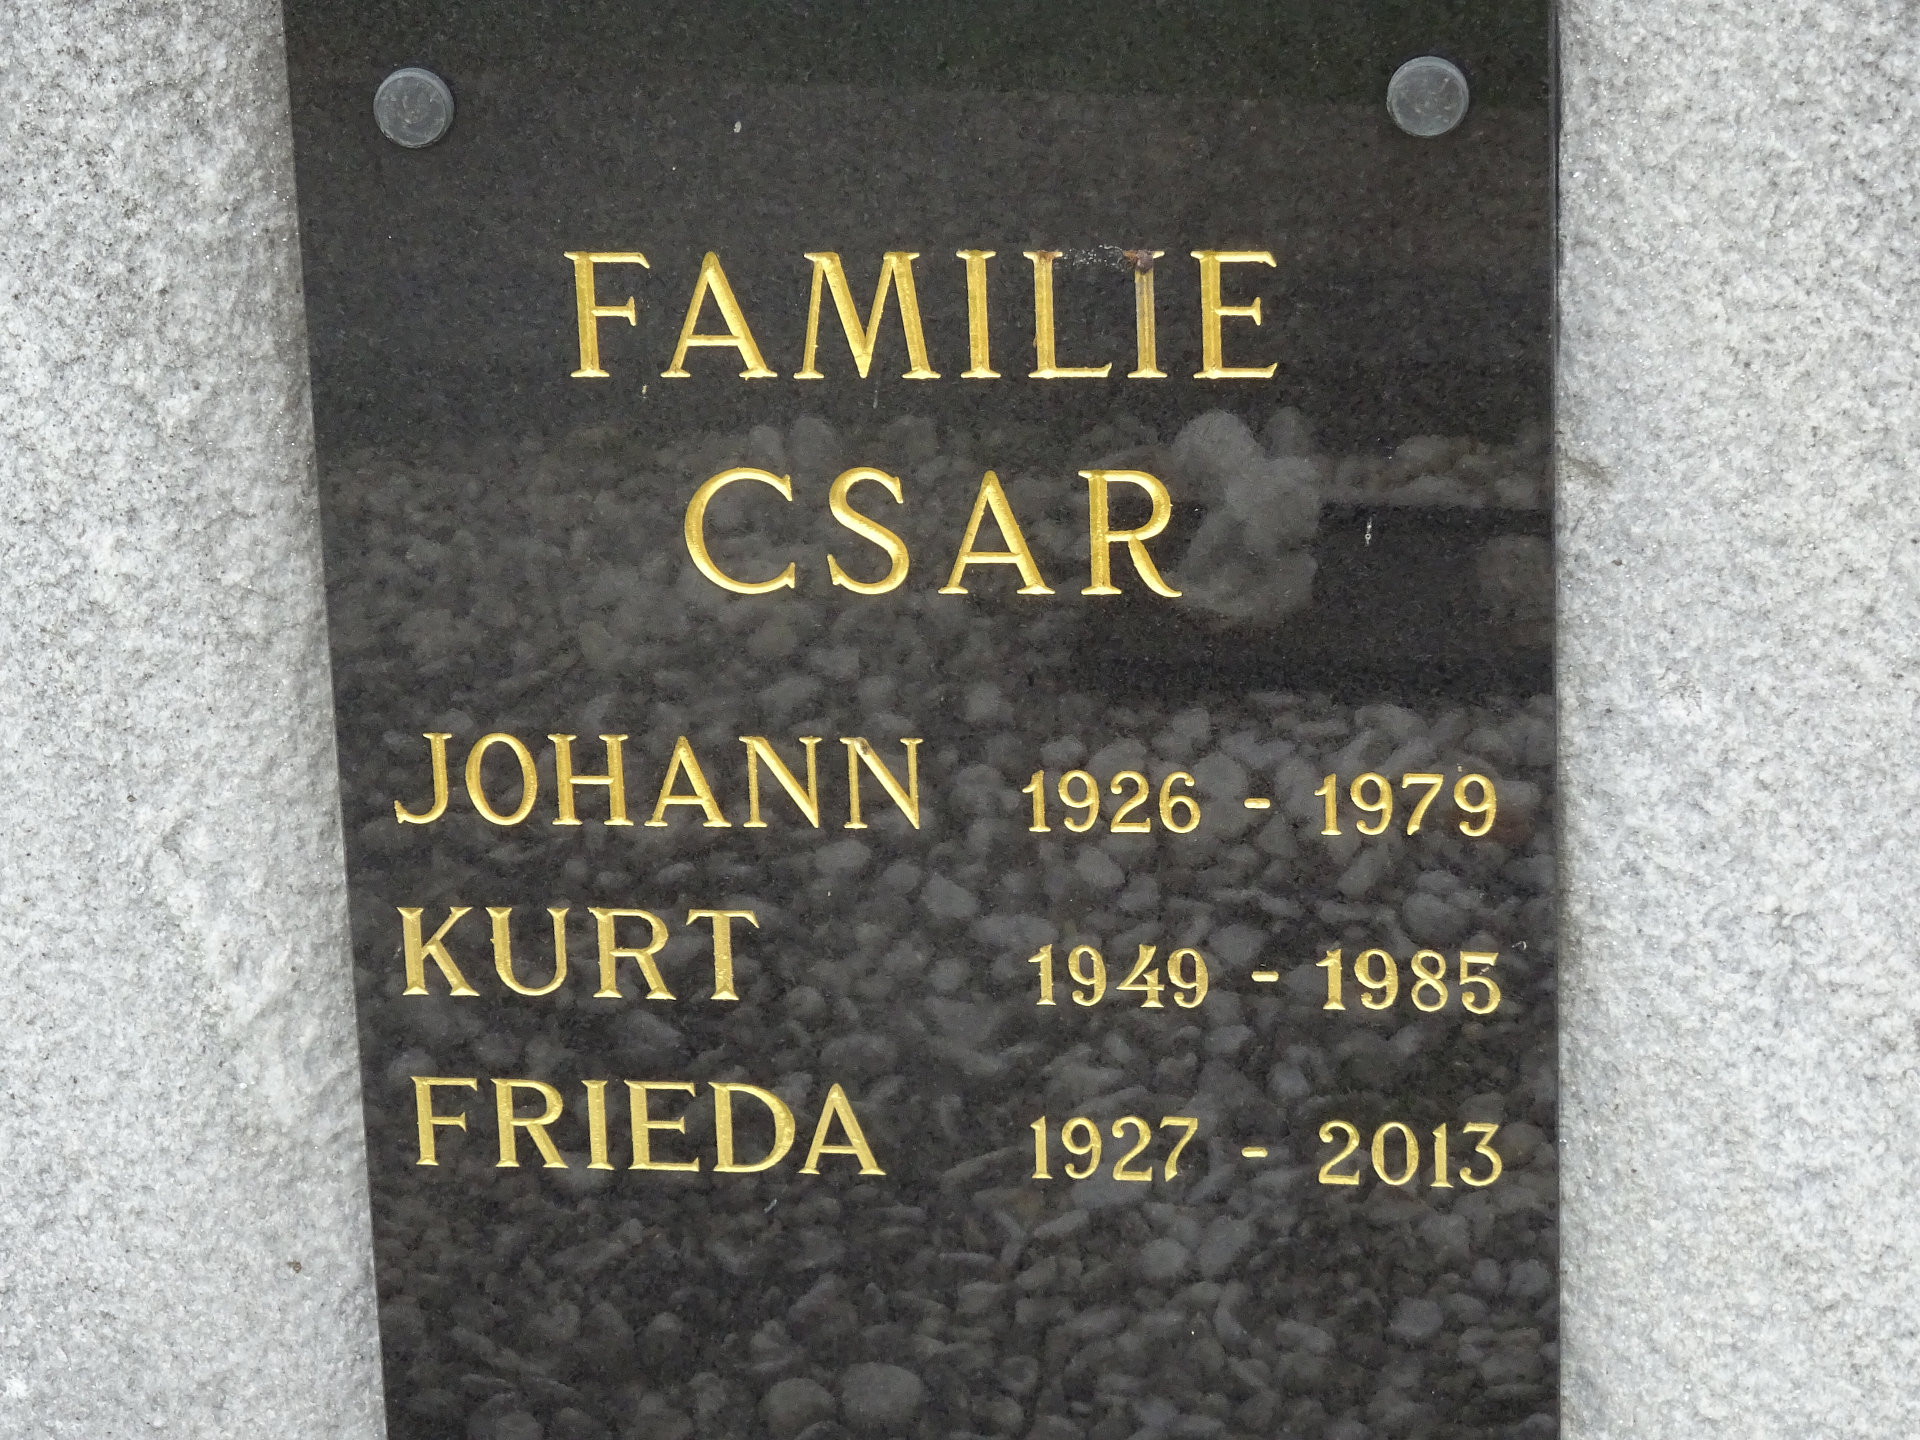 FAMILIE
CSAR
JOHANN 1926 - 1979
KURT 1949 - 1985
FRIEDA 1927 - 2013